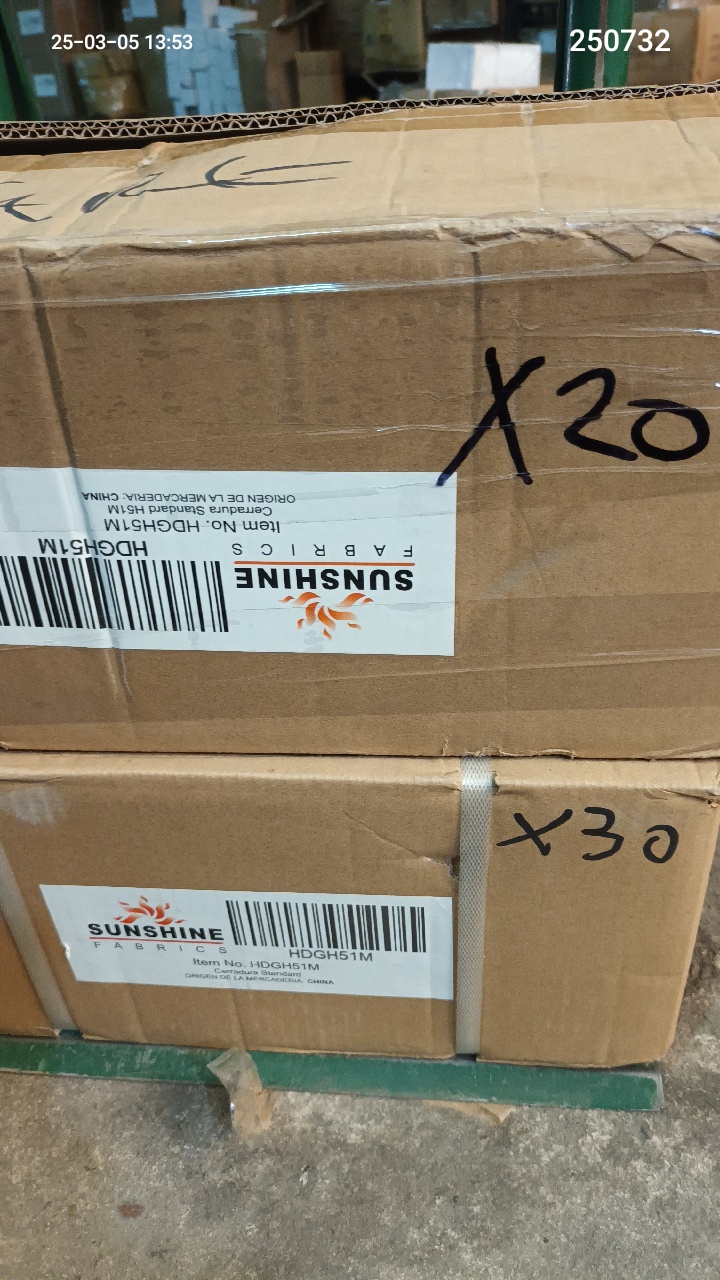 25-03-05 13:53
250732
X20
ORIGEN DE LA MERCADERIA: CHINA
Cerradura Standard H51M
Item No. HDGH51M
HDGH51M
FABRICS
SUNSHINE
X30
SUNSHINE
FABRICS
HDGH51M
Item No. HDGH51M
Cerradura Standard
ORIGEN DE LA MERCADERIA: CHINA